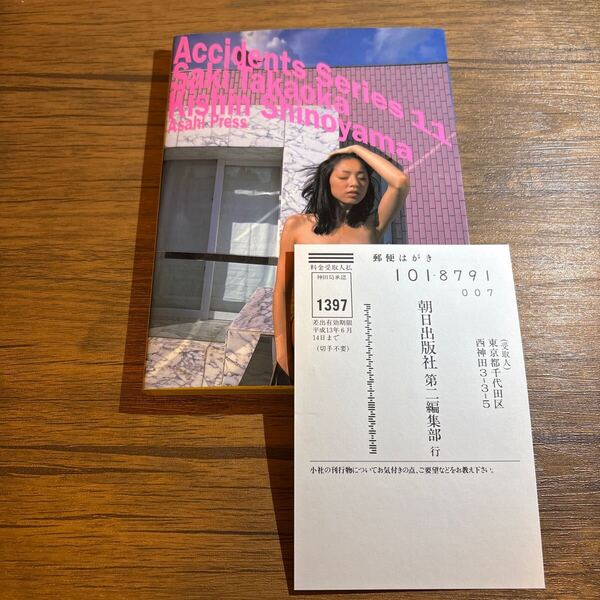 Accidents Series 11
Saki Takaoka
Kishin Shinoyama
Asahi Press
郵便はがき
料金受取人払
神田局承認
1397
差出有効期限
平成13年6月
14日まで
(切手不要)
101-8791
007
(受取人)
東京都千代田区
西神田3-3-5
朝日出版社 第二編集部 行
小社の刊行物についてお気付きの点、ご要望などをお教え下さい。